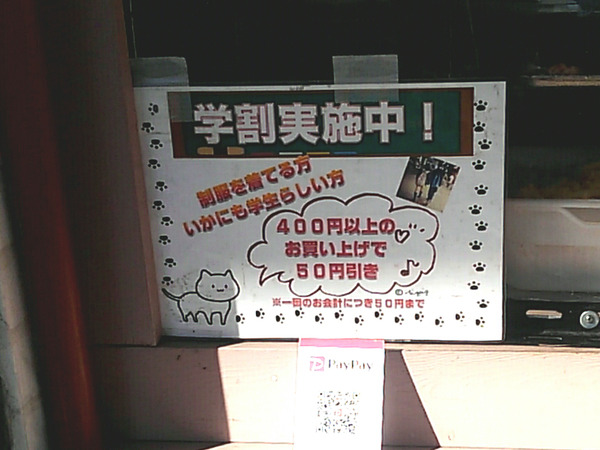 学割実施中！
制服を着てる方
いかにも学生らしい方
４００円以上の
お買い上げで
５０円引き
※一回のお会計につき５０円まで
PayPay